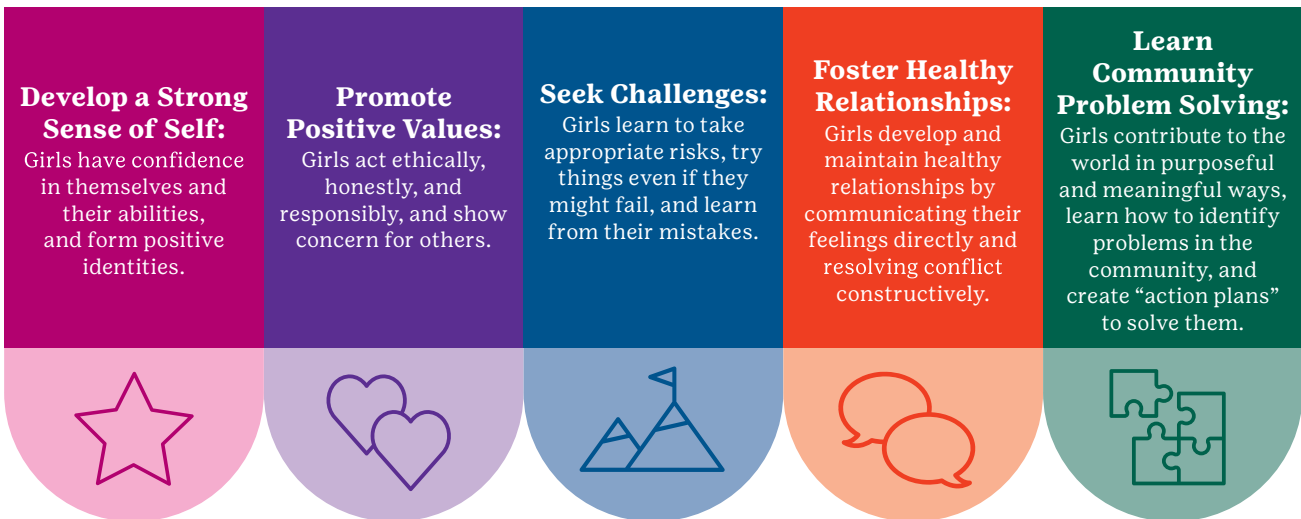 Develop a Strong
Sense of Self:
Girls have confidence
in themselves and
their abilities,
and form positive
identities.
Promote
Positive Values:
Girls act ethically,
honestly, and
responsibly, and show
concern for others.
Seek Challenges:
Girls learn to take
appropriate risks, try
things even if they
might fail, and learn
from their mistakes.
Foster Healthy
Relationships:
Girls develop and
maintain healthy
relationships by
communicating their
feelings directly and
resolving conflict
constructively.
Learn
Community
Problem Solving:
Girls contribute to the
world in purposeful
and meaningful ways,
learn how to identify
problems in the
community, and
create “action plans”
to solve them.